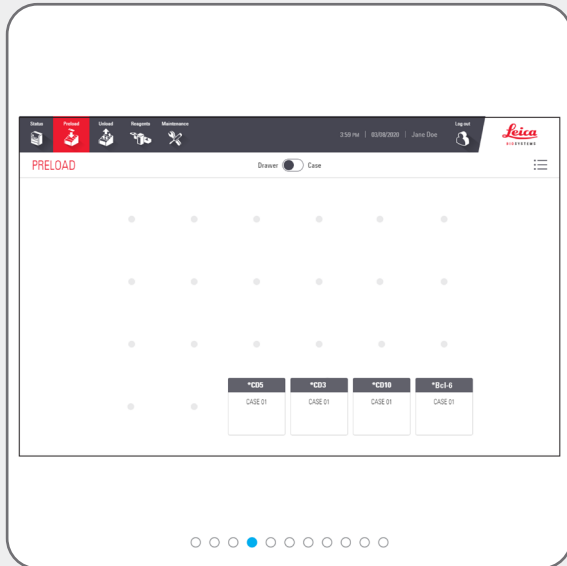 Status Preload Unload Reagents Maintenance Log out
3:59 PM | 03/08/2020 | Jane Doe
Leica
BIOSYSTEMS
PRELOAD Drawer Case
*CD5 *CD3 *CD10 *Bcl-6
CASE 01 CASE 01 CASE 01 CASE 01